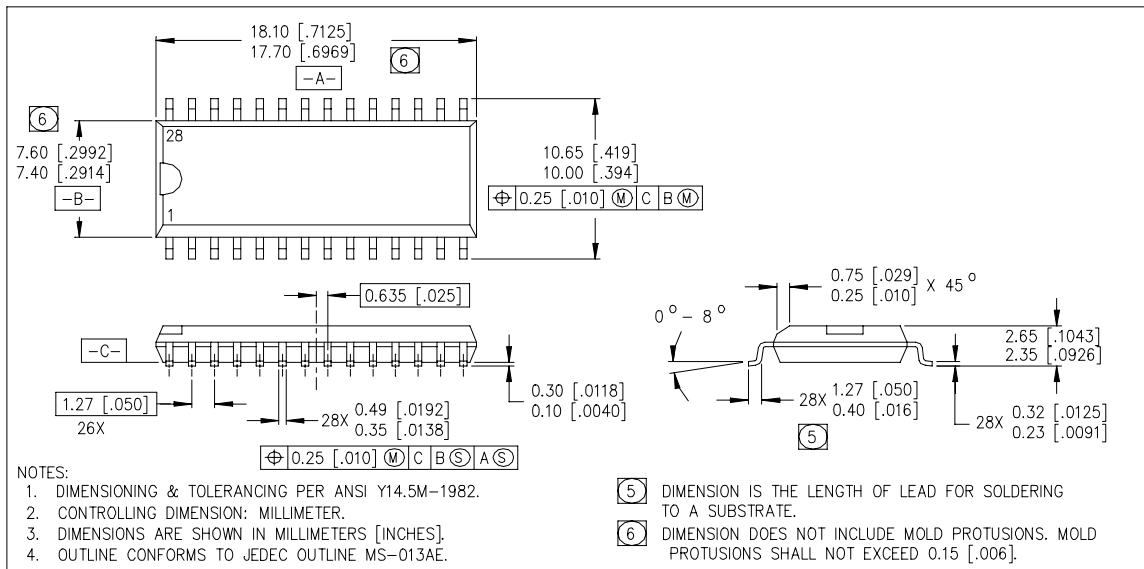 18.10 [.7125]
17.70 [.6969]
6
-A-
6
7.60 [.2992]
7.40 [.2914]
-B-
28
1
10.65 [.419]
10.00 [.394]
⌖ 0.25 [.010] Ⓜ C B Ⓜ
0.635 [.025]
-C-
1.27 [.050]
26X
28X 0.49 [.0192]
0.35 [.0138]
⌖ 0.25 [.010] Ⓜ C B Ⓢ A Ⓢ
0.30 [.0118]
0.10 [.0040]
0.75 [.029]
0.25 [.010] X 45°
0° - 8°
2.65 [.1043]
2.35 [.0926]
28X 1.27 [.050]
0.40 [.016]
5
28X 0.32 [.0125]
0.23 [.0091]
NOTES:
1. DIMENSIONING & TOLERANCING PER ANSI Y14.5M-1982.
2. CONTROLLING DIMENSION: MILLIMETER.
3. DIMENSIONS ARE SHOWN IN MILLIMETERS [INCHES].
4. OUTLINE CONFORMS TO JEDEC OUTLINE MS-013AE.
5 DIMENSION IS THE LENGTH OF LEAD FOR SOLDERING
TO A SUBSTRATE.
6 DIMENSION DOES NOT INCLUDE MOLD PROTUSIONS. MOLD
PROTUSIONS SHALL NOT EXCEED 0.15 [.006].